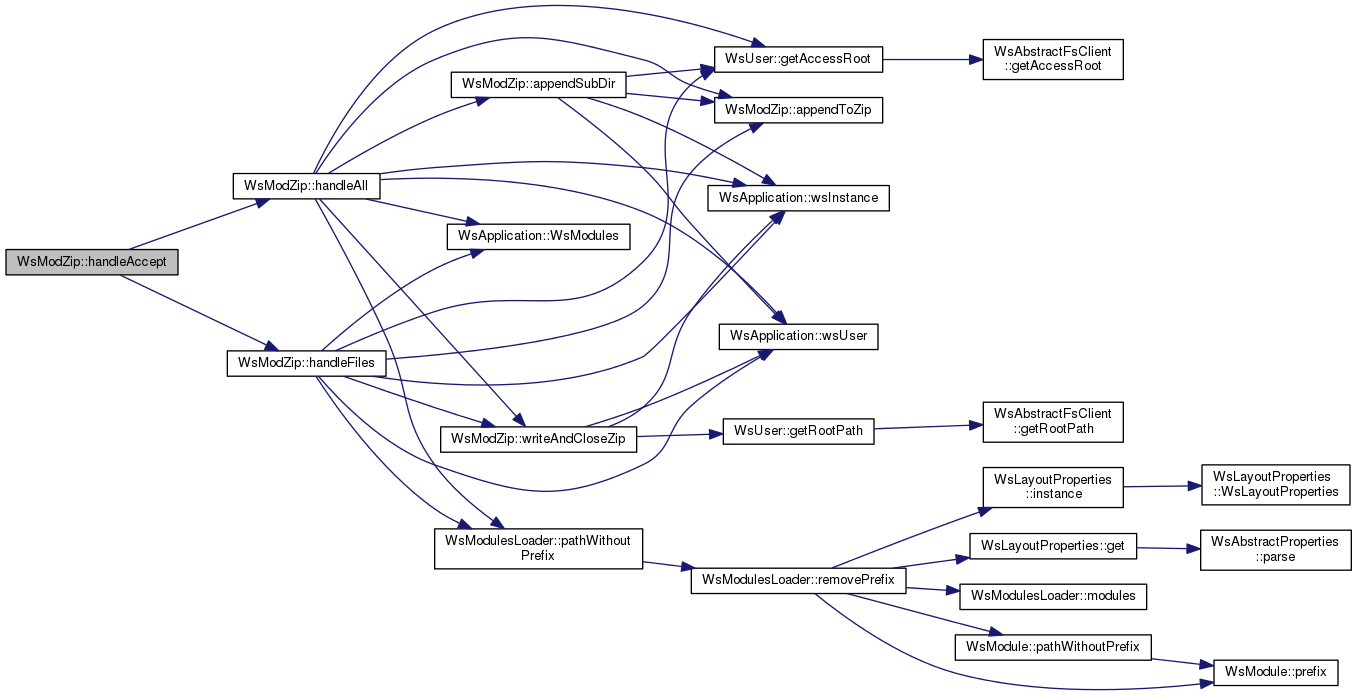 WsModZip::handleAccept
WsModZip::handleAll
WsModZip::handleFiles
WsModZip::appendSubDir
WsApplication::WsModules
WsModZip::writeAndCloseZip
WsModulesLoader::pathWithout
Prefix
WsUser::getAccessRoot
WsModZip::appendToZip
WsApplication::wsInstance
WsApplication::wsUser
WsUser::getRootPath
WsModulesLoader::removePrefix
WsAbstractFsClient
::getAccessRoot
WsAbstractFsClient
::getRootPath
WsLayoutProperties
::instance
WsLayoutProperties::get
WsModulesLoader::modules
WsModule::pathWithoutPrefix
WsLayoutProperties
::WsLayoutProperties
WsAbstractProperties
::parse
WsModule::prefix